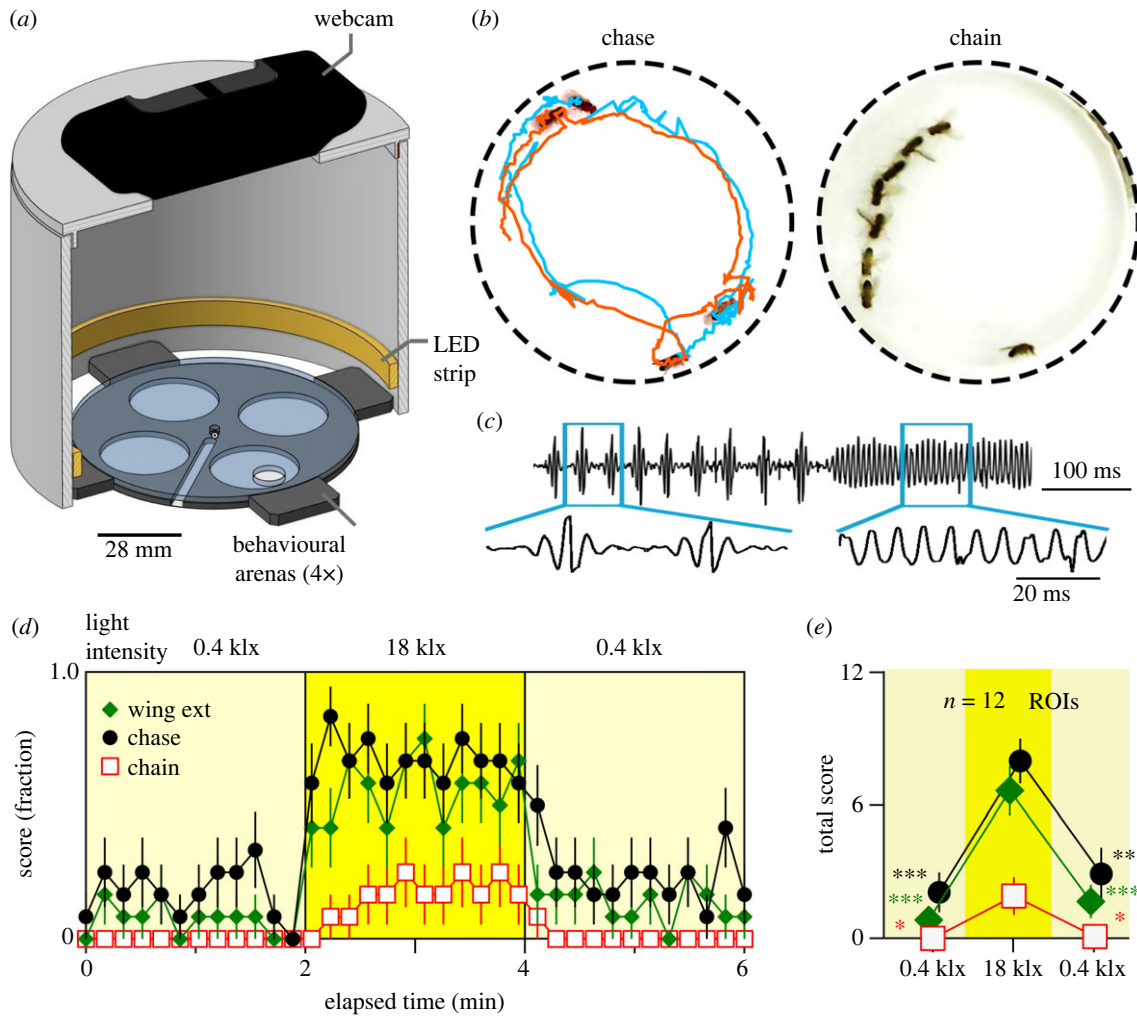 (a)
webcam
LED
strip
28 mm
behavioural
arenas (4×)
(b)
chase
chain
(c)
100 ms
20 ms
(d)
light
intensity
0.4 klx
18 klx
0.4 klx
1.0
wing ext
chase
chain
score (fraction)
0
0
2
4
6
elapsed time (min)
(e)
12
n = 12 ROIs
6
total score
***
***
*
**
***
*
0
0.4 klx
18 klx
0.4 klx